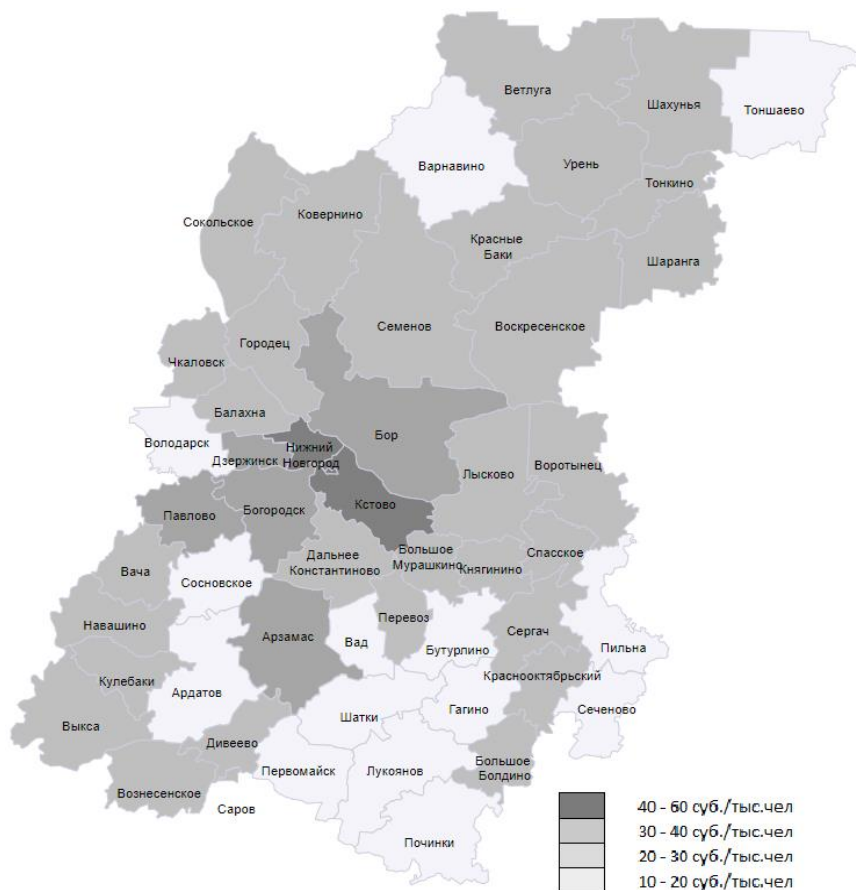 Ветлуга
Шахунья
Тоншаево
Варнавино
Урень
Тонкино
Ковернино
Сокольское
Красные
Баки
Шаранга
Семенов
Воскресенское
Городец
Чкаловск
Балахна
Володарск
Бор
Нижний
Новгород
Дзержинск
Лысково
Воротынец
Кстово
Павлово
Богородск
Большое
Мурашкино
Спасское
Дальнее
Константиново
Княгинино
Вача
Сосновское
Навашино
Перевоз
Арзамас
Вад
Бутурлино
Сергач
Пильна
Кулебаки
Ардатов
Краснооктябрьский
Сеченово
Гагино
Шатки
Выкса
Дивеево
Первомайск
Лукоянов
Большое
Болдино
Вознесенское
Саров
Починки
40 - 60 суб./тыс.чел
30 - 40 суб./тыс.чел
20 - 30 суб./тыс.чел
10 - 20 суб./тыс.чел